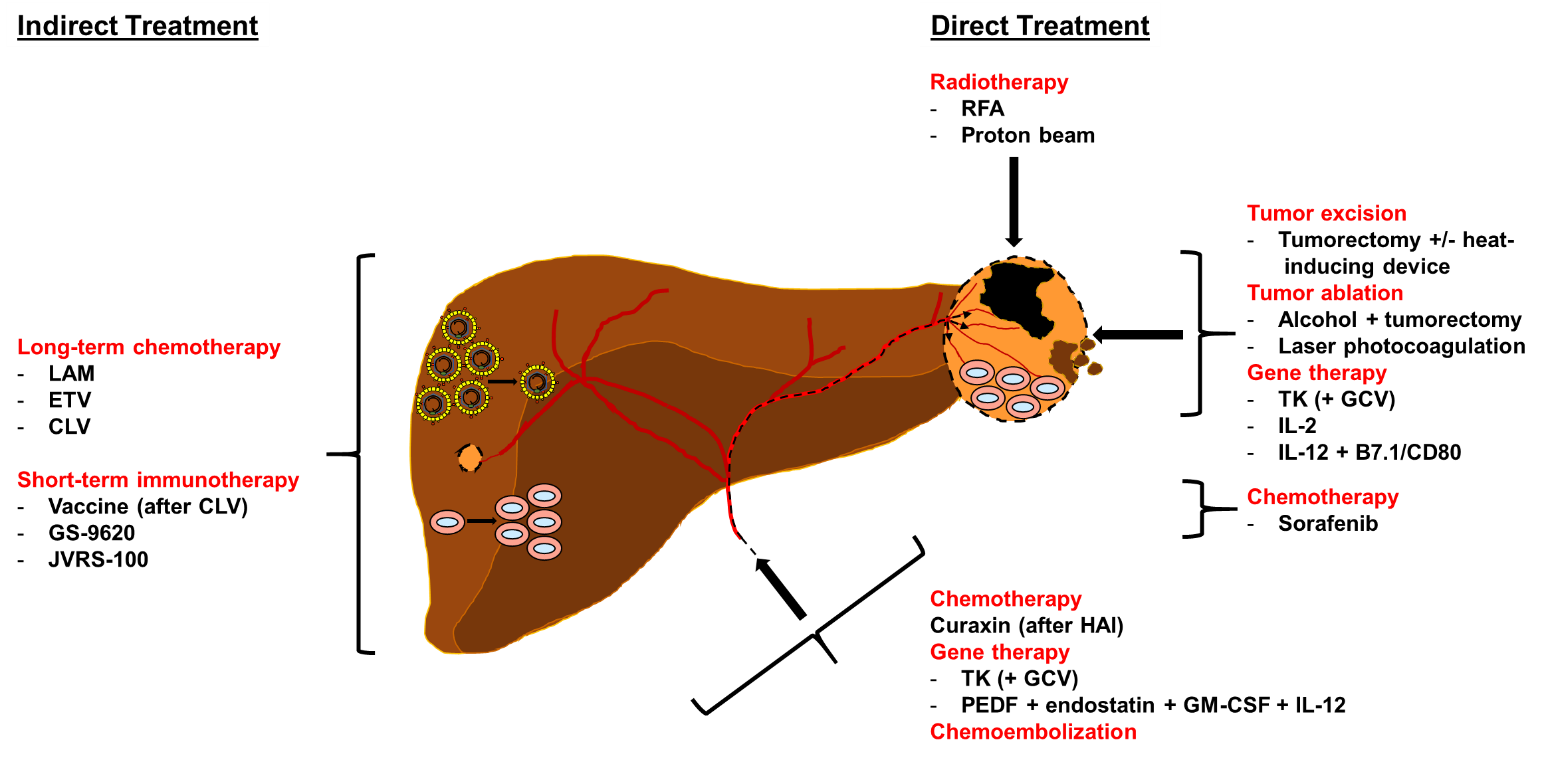 Indirect Treatment
Long-term chemotherapy
- LAM
- ETV
- CLV
Short-term immunotherapy
- Vaccine (after CLV)
- GS-9620
- JVRS-100
Direct Treatment
Radiotherapy
- RFA
- Proton beam
Tumor excision
- Tumorectomy +/- heat-
inducing device
Tumor ablation
- Alcohol + tumorectomy
- Laser photocoagulation
Gene therapy
- TK (+ GCV)
- IL-2
- IL-12 + B7.1/CD80
Chemotherapy
- Sorafenib
Chemotherapy
Curaxin (after HAI)
Gene therapy
- TK (+ GCV)
- PEDF + endostatin + GM-CSF + IL-12
Chemoembolization